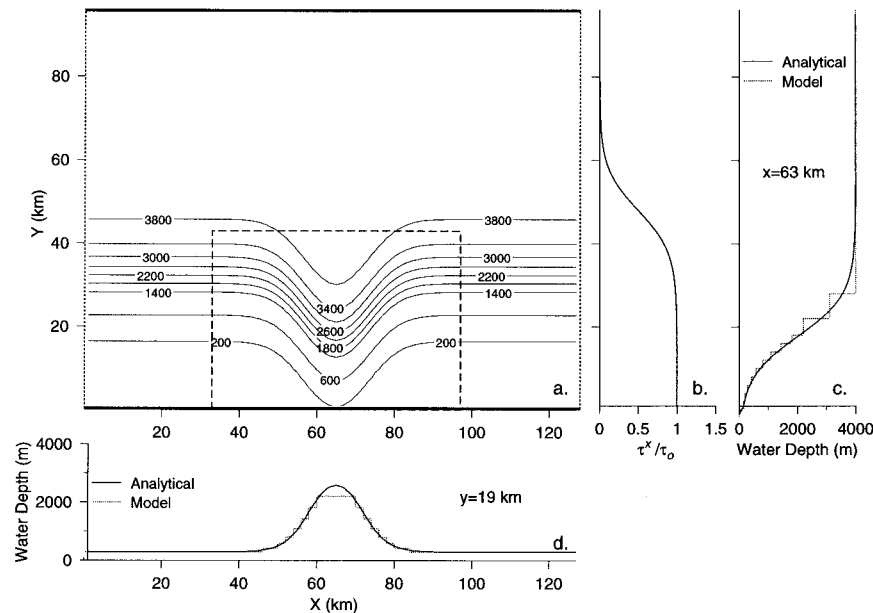 80
60
40
20
Y (km)
3800
3000
2200
1400
200
3400
2600
1800
600
3800
3000
2200
1400
200
a.
20 40 60 80 100 120
b.
0 0.5 1 1.5
τˣ/τₒ
Analytical
Model
x=63 km
c.
0 2000 4000
Water Depth (m)
4000
2000
0
Water Depth (m)
Analytical
Model
y=19 km
d.
20 40 60 80 100 120
X (km)